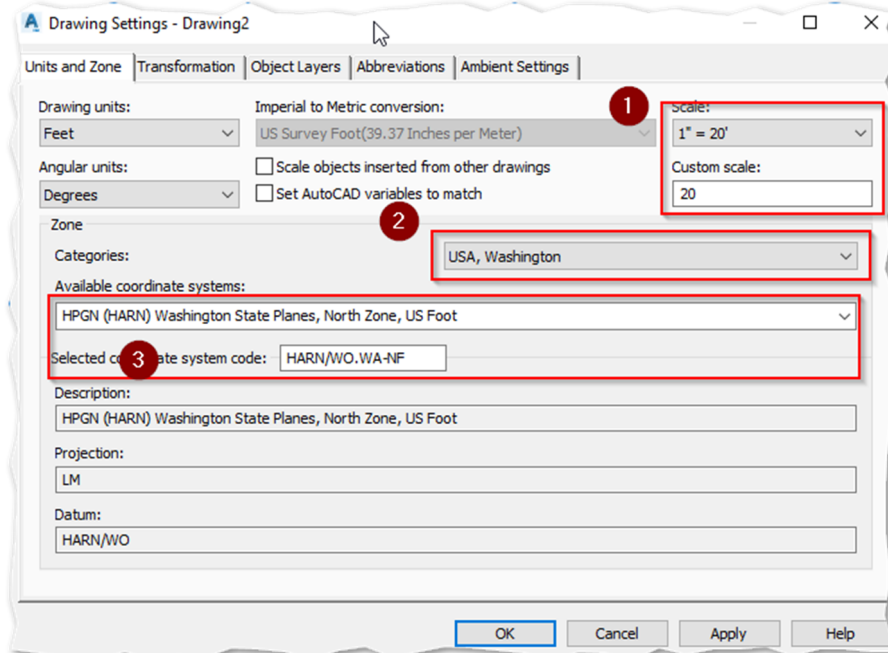 Drawing Settings - Drawing2
Units and Zone Transformation Object Layers Abbreviations Ambient Settings
Drawing units:
Feet
Imperial to Metric conversion:
US Survey Foot(39.37 Inches per Meter)
1
Scale:
1" = 20'
Angular units:
Degrees
Scale objects inserted from other drawings
Set AutoCAD variables to match
Custom scale:
20
2
Zone
Categories:
USA, Washington
Available coordinate systems:
HPGN (HARN) Washington State Planes, North Zone, US Foot
3
Selected ate system code: HARN/WO.WA-NF
Description:
HPGN (HARN) Washington State Planes, North Zone, US Foot
Projection:
LM
Datum:
HARN/WO
OK Cancel Apply Help